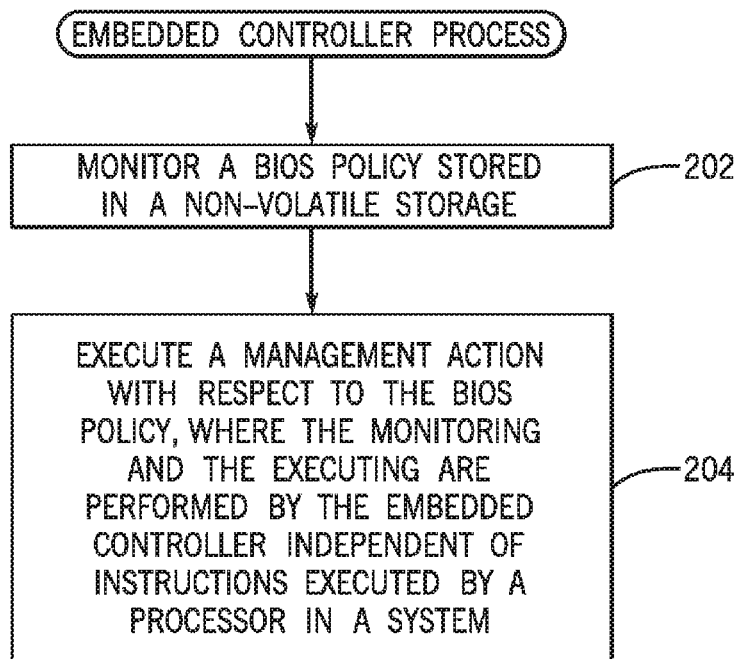 EMBEDDED CONTROLLER PROCESS
MONITOR A BIOS POLICY STORED
IN A NON-VOLATILE STORAGE
202
EXECUTE A MANAGEMENT ACTION
WITH RESPECT TO THE BIOS
POLICY, WHERE THE MONITORING
AND THE EXECUTING ARE
PERFORMED BY THE EMBEDDED
CONTROLLER INDEPENDENT OF
INSTRUCTIONS EXECUTED BY A
PROCESSOR IN A SYSTEM
204